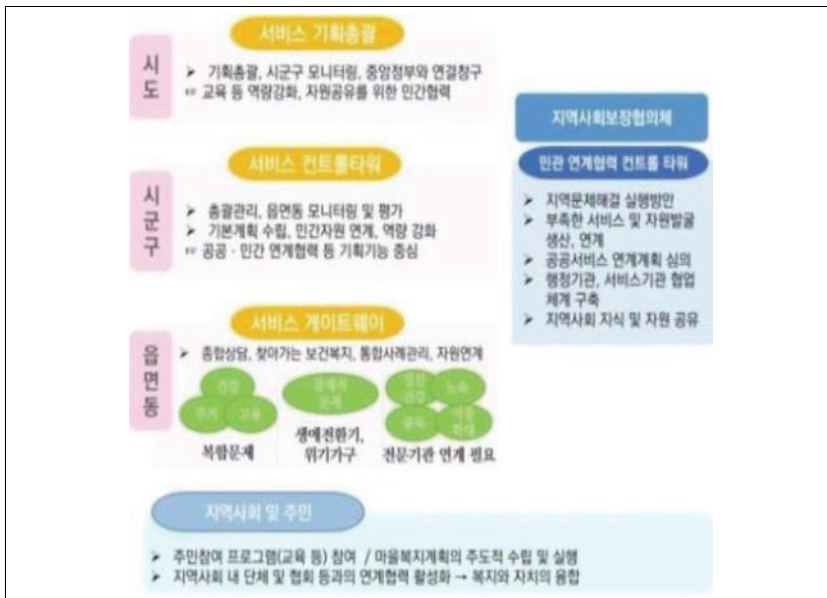 서비스 기획총괄
시도
➤ 기획총괄, 시군구 모니터링, 중앙정부와 연결창구
☞ 교육 등 역량강화, 자원공유를 위한 민간협력
서비스 컨트롤타워
시군구
➤ 총괄관리, 읍면동 모니터링 및 평가
➤ 기본계획 수립, 민간자원 연계, 역량 강화
☞ 공공 · 민간 연계협력 등 기획기능 중심
서비스 게이트웨이
읍면동
➤ 종합상담, 찾아가는 보건복지, 통합사례관리, 자원연계
건강
주거
고용
문제
복합문제
생애전환기,
위기가구
정신
건강
노숙
중독
아동
학대
전문기관 연계 필요
지역사회보장협의체
민관 연계협력 컨트롤 타워
➤ 지역문제해결 실행방안
➤ 부족한 서비스 및 자원발굴
생산, 연계
➤ 공공서비스 연계계획 심의
➤ 행정기관, 서비스기관 협업
체계 구축
➤ 지역사회 지식 및 자원 공유
지역사회 및 주민
➤ 주민참여 프로그램(교육 등) 참여 / 마을복지계획의 주도적 수립 및 실행
➤ 지역사회 내 단체 및 협회 등과의 연계협력 활성화 → 복지와 자치의 융합